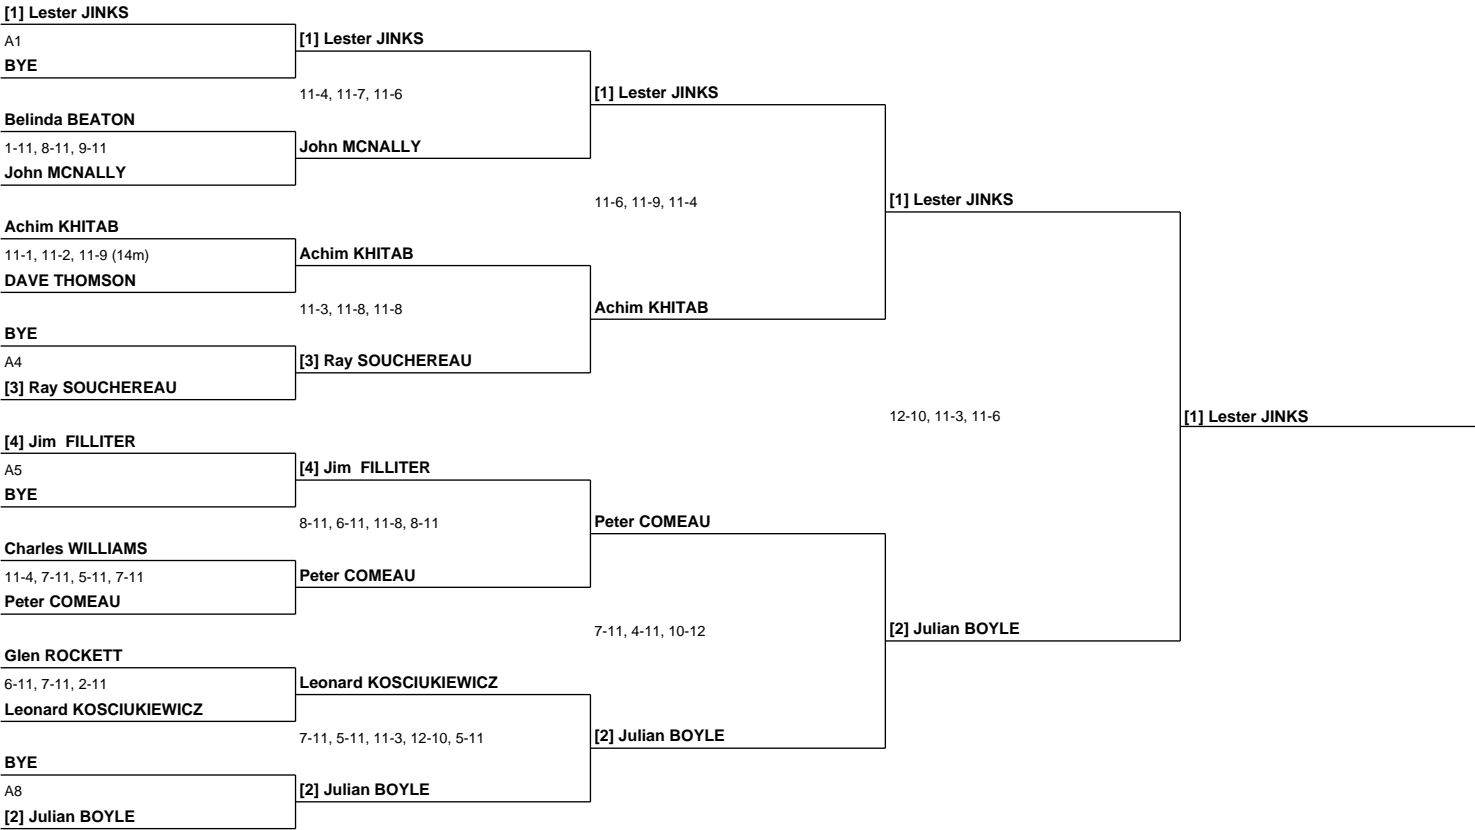 [1] Lester JINKS
A1
BYE
Belinda BEATON
1-11, 8-11, 9-11
John MCNALLY
Achim KHITAB
11-1, 11-2, 11-9 (14m)
DAVE THOMSON
BYE
A4
[3] Ray SOUCHEREAU
[4] Jim  FILLITER
A5
BYE
Charles WILLIAMS
11-4, 7-11, 5-11, 7-11
Peter COMEAU
Glen ROCKETT
6-11, 7-11, 2-11
Leonard KOSCIUKIEWICZ
BYE
A8
[2] Julian BOYLE
[1] Lester JINKS
11-4, 11-7, 11-6
John MCNALLY
Achim KHITAB
11-3, 11-8, 11-8
[3] Ray SOUCHEREAU
[4] Jim  FILLITER
8-11, 6-11, 11-8, 8-11
Peter COMEAU
Leonard KOSCIUKIEWICZ
7-11, 5-11, 11-3, 12-10, 5-11
[2] Julian BOYLE
[1] Lester JINKS
11-6, 11-9, 11-4
Achim KHITAB
Peter COMEAU
7-11, 4-11, 10-12
[2] Julian BOYLE
[1] Lester JINKS
12-10, 11-3, 11-6
[2] Julian BOYLE
[1] Lester JINKS